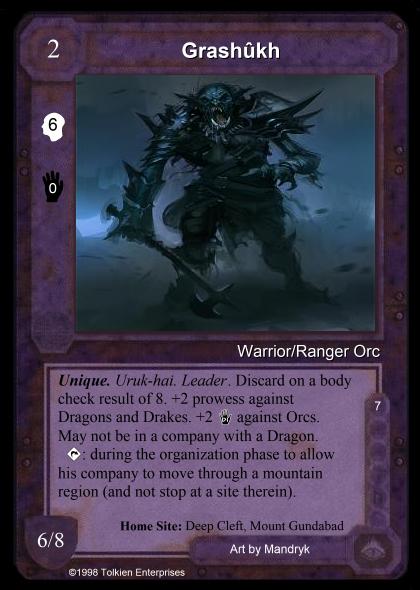 2
Grashûkh
6
0
Warrior/Ranger Orc
Unique. Uruk-hai. Leader. Discard on a body
check result of 8. +2 prowess against
Dragons and Drakes. +2 against Orcs.
May not be in a company with a Dragon.
: during the organization phase to allow
his company to move through a mountain
region (and not stop at a site therein).
7
Home Site: Deep Cleft, Mount Gundabad
6/8
Art by Mandryk
©1998 Tolkien Enterprises